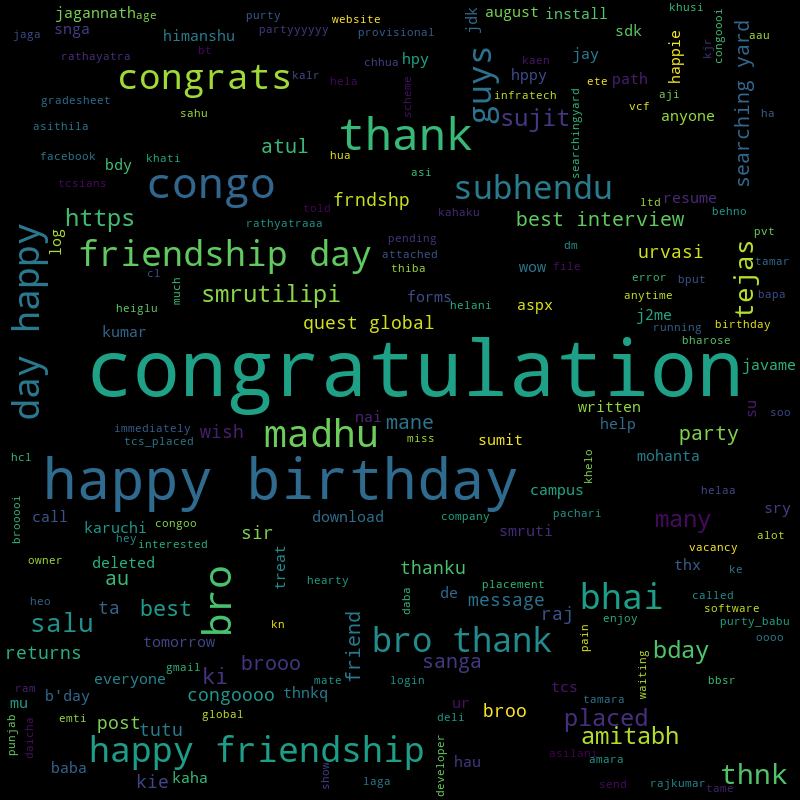 jagannath age
jaga
snga
himanshu
purty
partyyyyyy
website
provisional
jdk
august
install
sdk
khusi
congoooi
aau
rathayatra
bt
congrats
kalr
hela
chhua
hpy
scheme
guys
kaen
hppy
jay
happie
kjr
path
searching yard
gradesheet
sahu
infratech
ete
vcf
aji
ha
asithila
thank
sujit
searchingyard
anyone
facebook
bdy
khati
atul
hua
tcsians
congo
asi
subhendu
told
frndshp
kahaku
ltd
resume
behno
https
rathyatraaa
best interview
pvt
day happy
log
friendship day
pending
attached
thiba
dm
wow
file
urvasi
tejas
tamar
cl
much
smrutilipi
forms
helani
aspx
error
anytime
bput
bapa
heiglu
kumar
quest global
j2me
running
birthday
bharose
congratulation
javame
written
su
soo
immediately
tcs_placed
wish
madhu
nai
mane
miss
sumit
help
party
mohanta
hcl
happy birthday
khelo
campus
helaa
brooooi
call
karuchi
congoo
hey
interested
sir
download
company
smruti
pachari
many
sry
alot
owner
deleted
au
treat
hearty
thanku
placement
vacancy
thx
ke
heo
ta
best
bro
daba
de
message
raj
bhai
called
software
enjoy
purty_babu
salu
kn
friend
bro thank
pain
oooo
returns
tomorrow
gmail
everyone
ki
brooo
mate
sanga
login
waiting
bday
bbsr
ram
b'day
mu
congoooo
thnkq
ur
tcs
tamara
punjab
daicha
emti
post
tutu
global
deli
broo
placed
amitabh
happy friendship
developer
hau
asilani
amara
baba
kie
kaha
show
laga
send
rajkumar
tame
thnk